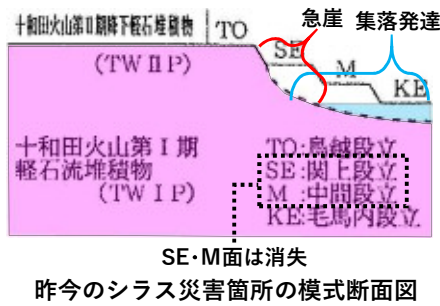 十和田火山第Ⅱ期降下軽石堆積物
TO
急崖
集落発達
(TWⅡP)
SE
M
KE
十和田火山第Ⅰ期
軽石流堆積物
(TWⅠP)
TO:鳥越段丘
SE:関上段丘
M:中間段丘
KE:毛馬内段丘
SE・M面は消失
昨今のシラス災害箇所の模式断面図